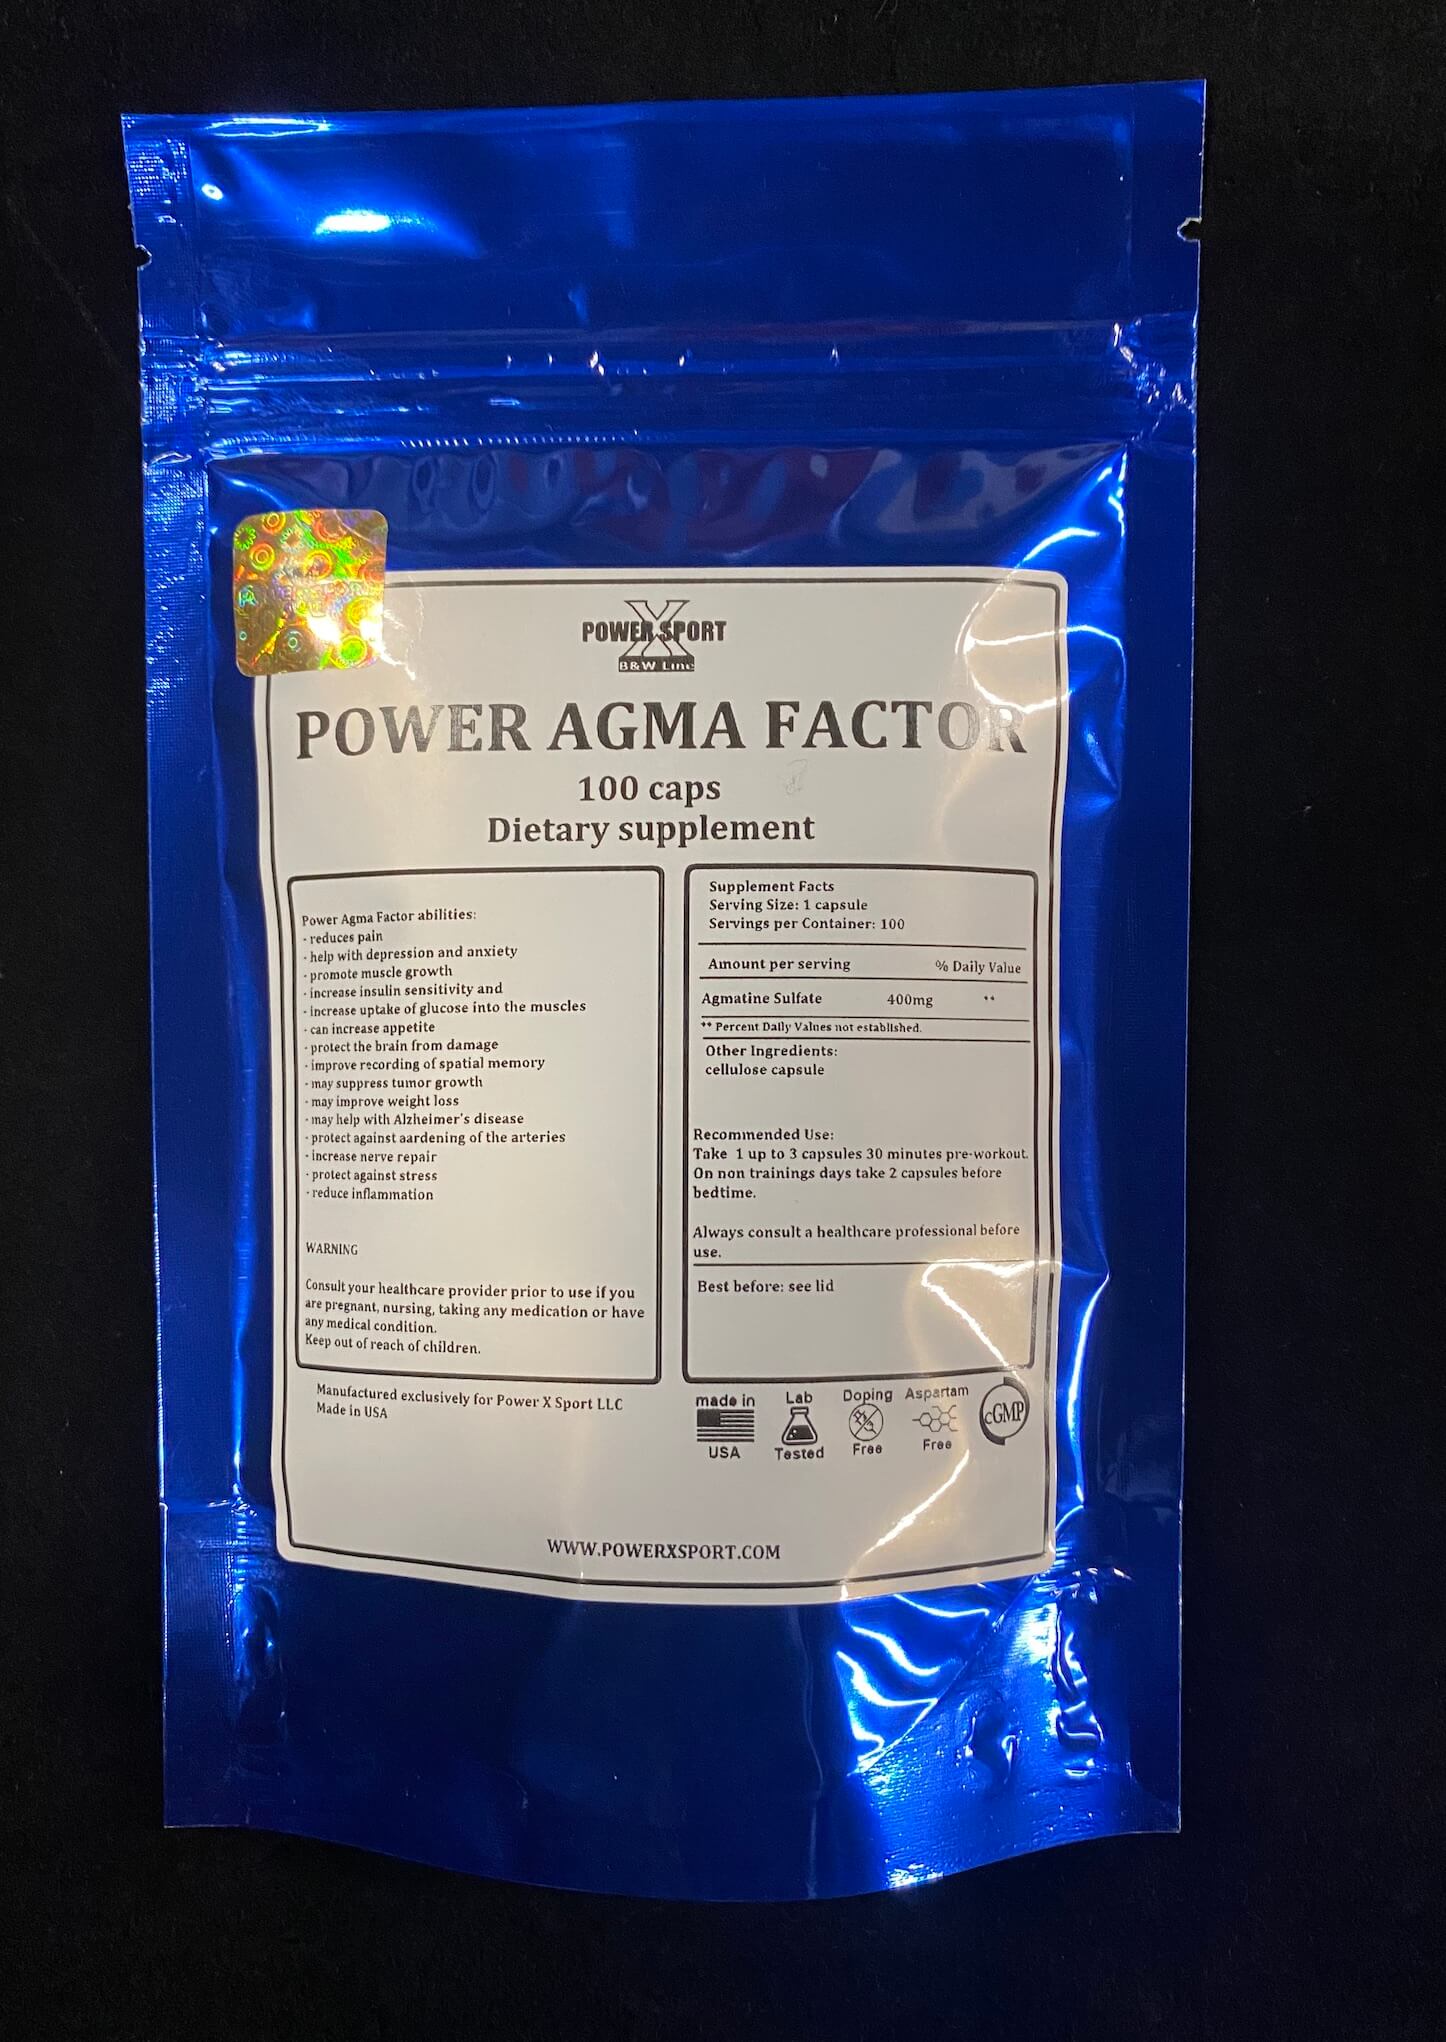 POWER X SPORT
B&W Line
POWER AGMA FACTOR
100 caps
Dietary supplement
Power Agma Factor abilities:
- reduces pain
- help with depression and anxiety
- promote muscle growth
- increase insulin sensitivity and
- increase uptake of glucose into the muscles
- can increase appetite
- protect the brain from damage
- improve recording of spatial memory
- may suppress tumor growth
- may improve weight loss
- may help with Alzheimer's disease
- protect against aardening of the arteries
- increase nerve repair
- protect against stress
- reduce inflammation
WARNING
Consult your healthcare provider prior to use if you
are pregnant, nursing, taking any medication or have
any medical condition.
Keep out of reach of children.
Supplement Facts
Serving Size: 1 capsule
Servings per Container: 100
Amount per serving % Daily Value
Agmatine Sulfate 400mg **
** Percent Daily Values not established.
Other Ingredients:
cellulose capsule
Recommended Use:
Take 1 up to 3 capsules 30 minutes pre-workout.
On non trainings days take 2 capsules before
bedtime.
Always consult a healthcare professional before
use.
Best before: see lid
Manufactured exclusively for Power X Sport LLC
Made in USA
made in
USA
Lab
Tested
Doping
Free
Aspartam
Free
cGMP
WWW.POWERXSPORT.COM